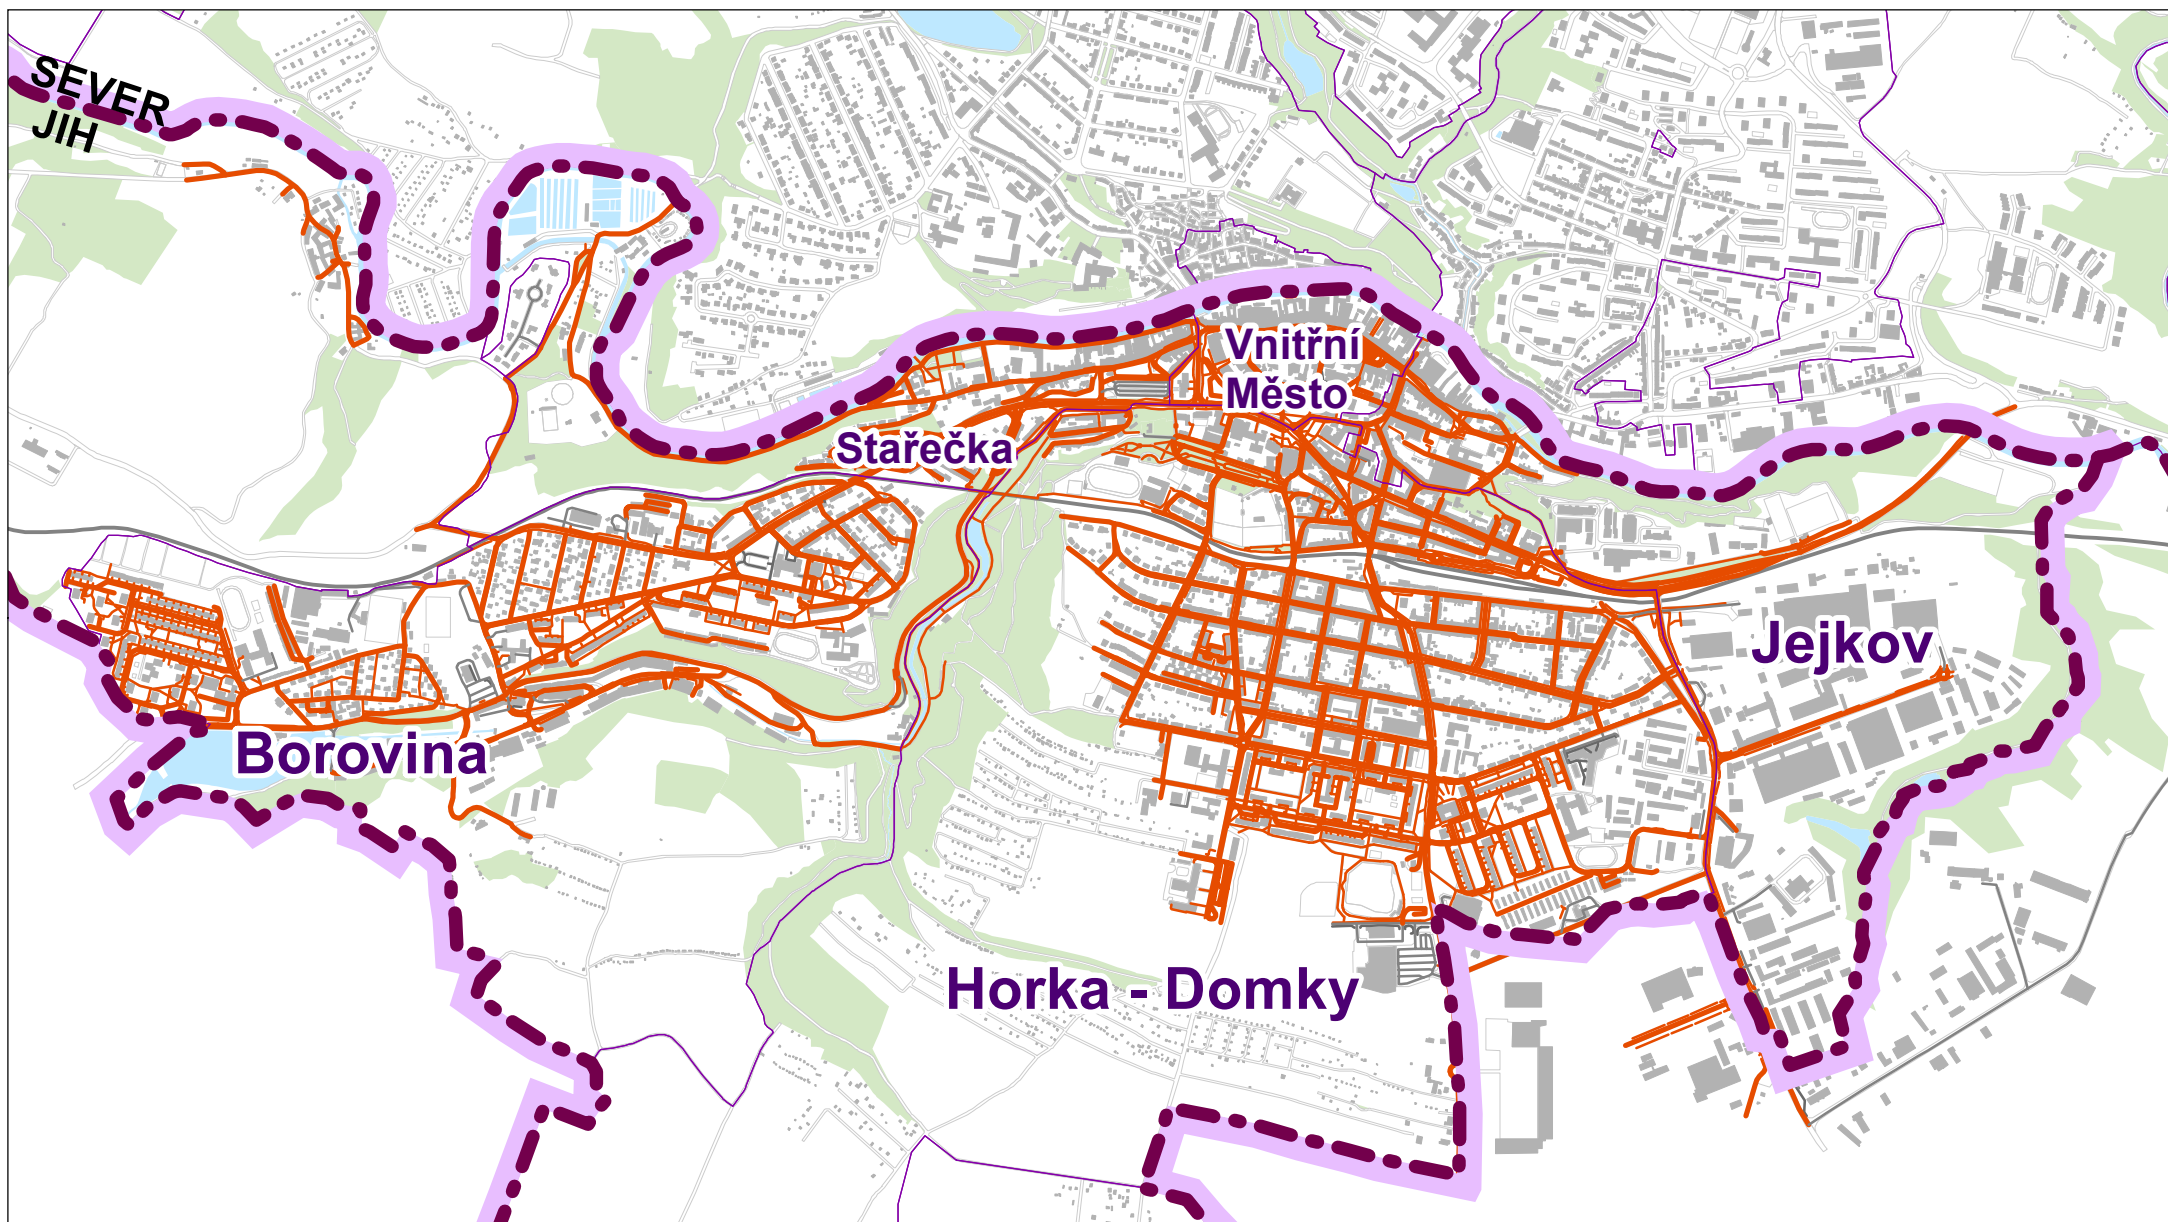 SEVER
JIH
Vnitřní
Město
Stařečka
Jejkov
Borovina
Horka - Domky